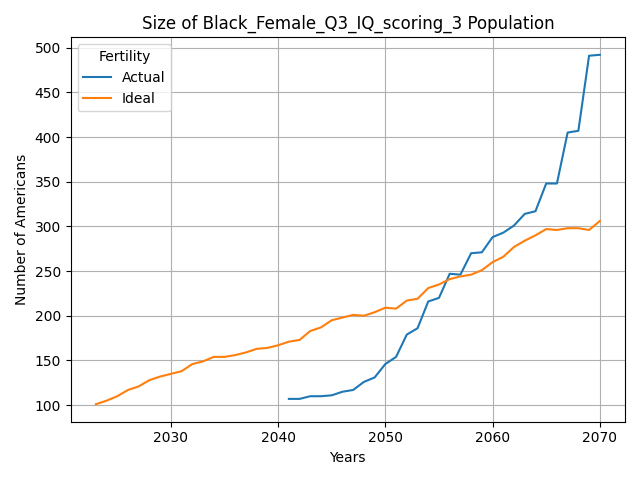 Size of Black_Female_Q3_IQ_scoring_3 Population
Fertility
Actual
Ideal
Number of Americans
500
450
400
350
300
250
200
150
100
2030 2040 2050 2060 2070
Years